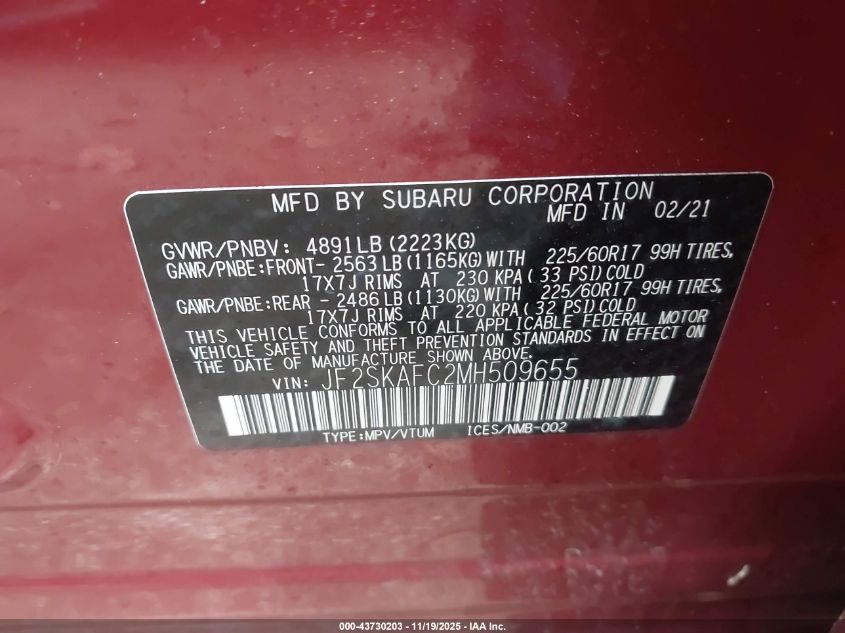 MFD BY SUBARU CORPORATION
MFD IN 02/21
GVWR/PNBV: 4891LB (2223KG)
GAWR/PNBE:FRONT- 2563LB(1165KG)WITH 225/60R17 99H TIRES,
17X7J RIMS AT 230 KPA( 33 PSI)COLD
GAWR/PNBE:REAR - 2486LB(1130KG)WITH 225/60R17 99H TIRES,
17X7J RIMS AT 220 KPA( 32 PSI)COLD
THIS VEHICLE CONFORMS TO ALL APPLICABLE FEDERAL MOTOR
VEHICLE SAFETY AND THEFT PREVENTION STANDARDS IN EFFECT ON
THE DATE OF MANUFACTURE SHOWN ABOVE.
VIN: JF2SKAFC2MH509655
TYPE:MPV/VTUM ICES/NMB-002
000-43730203 - 11/19/2025 - IAA Inc.